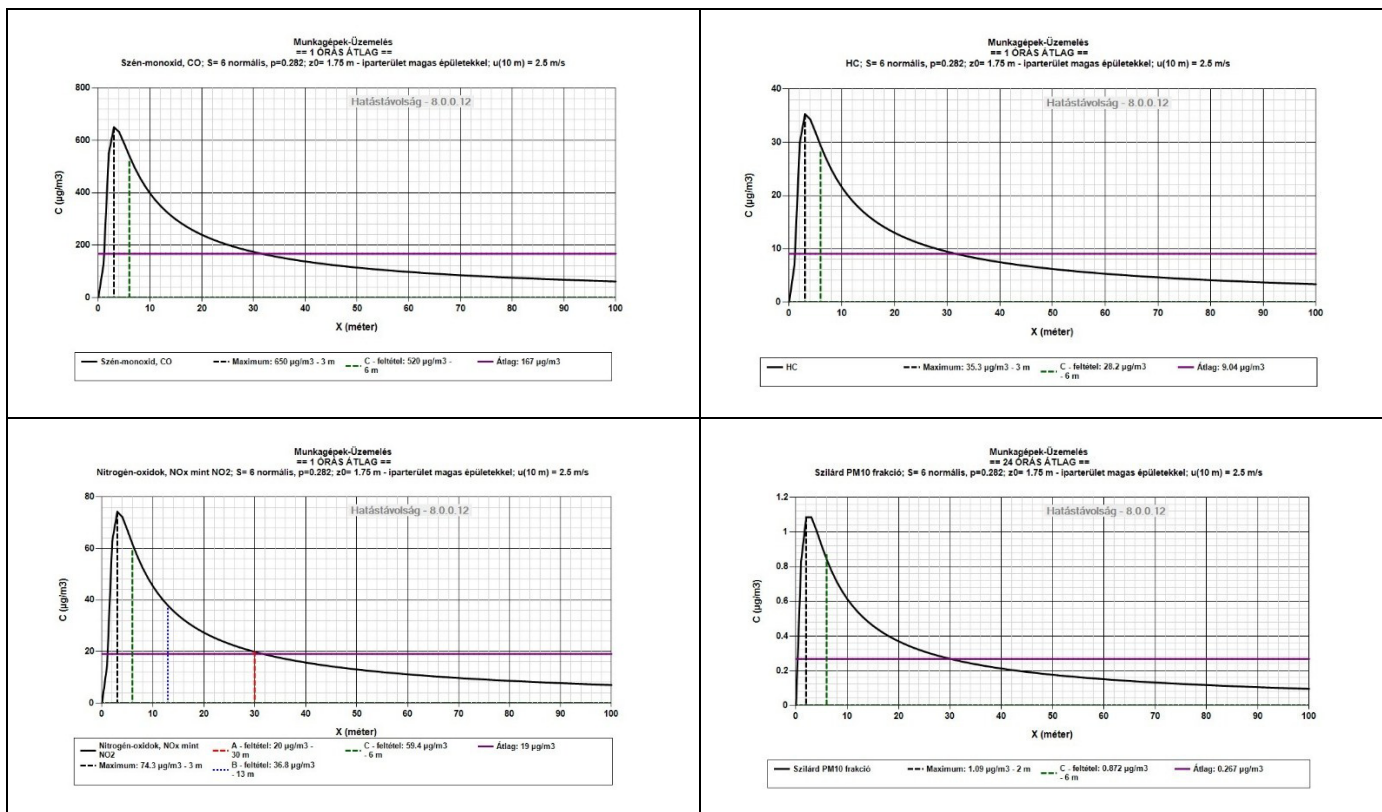 Munkagépek-Üzemelés
== 1 ÓRÁS ÁTLAG ==
Szén-monoxid, CO; S= 6 normális, p=0.282; z0= 1.75 m - iparterület magas épületekkel; u(10 m) = 2.5 m/s
Hatástávolság - 8.0.0.12
800
600
400
200
0
C (µg/m3)
0 10 20 30 40 50 60 70 80 90 100
X (méter)
Szén-monoxid, CO
Maximum: 650 µg/m3 - 3 m
C - feltétel: 520 µg/m3 -
6 m
Átlag: 167 µg/m3
Munkagépek-Üzemelés
== 1 ÓRÁS ÁTLAG ==
HC; S= 6 normális, p=0.282; z0= 1.75 m - iparterület magas épületekkel; u(10 m) = 2.5 m/s
Hatástávolság - 8.0.0.12
40
30
20
10
0
C (µg/m3)
0 10 20 30 40 50 60 70 80 90 100
X (méter)
HC
Maximum: 35.3 µg/m3 - 3 m
C - feltétel: 28.2 µg/m3
- 6 m
Átlag: 9.04 µg/m3
Munkagépek-Üzemelés
== 1 ÓRÁS ÁTLAG ==
Nitrogén-oxidok, NOx mint NO2; S= 6 normális, p=0.282; z0= 1.75 m - iparterület magas épületekkel; u(10 m) = 2.5 m/s
Hatástávolság - 8.0.0.12
80
60
40
20
0
C (µg/m3)
0 10 20 30 40 50 60 70 80 90 100
X (méter)
Nitrogén-oxidok, NOx mint
NO2
A - feltétel: 20 µg/m3 -
30 m
C - feltétel: 59.4 µg/m3
- 6 m
Átlag: 19 µg/m3
Maximum: 74.3 µg/m3 - 3 m
B - feltétel: 36.8 µg/m3
- 13 m
Munkagépek-Üzemelés
== 24 ÓRÁS ÁTLAG ==
Szilárd PM10 frakció; S= 6 normális, p=0.282; z0= 1.75 m - iparterület magas épületekkel; u(10 m) = 2.5 m/s
Hatástávolság - 8.0.0.12
1.2
1
0.8
0.6
0.4
0.2
0
C (µg/m3)
0 10 20 30 40 50 60 70 80 90 100
X (méter)
Szilárd PM10 frakció
Maximum: 1.09 µg/m3 - 2 m
C - feltétel: 0.872 µg/m3
- 6 m
Átlag: 0.267 µg/m3